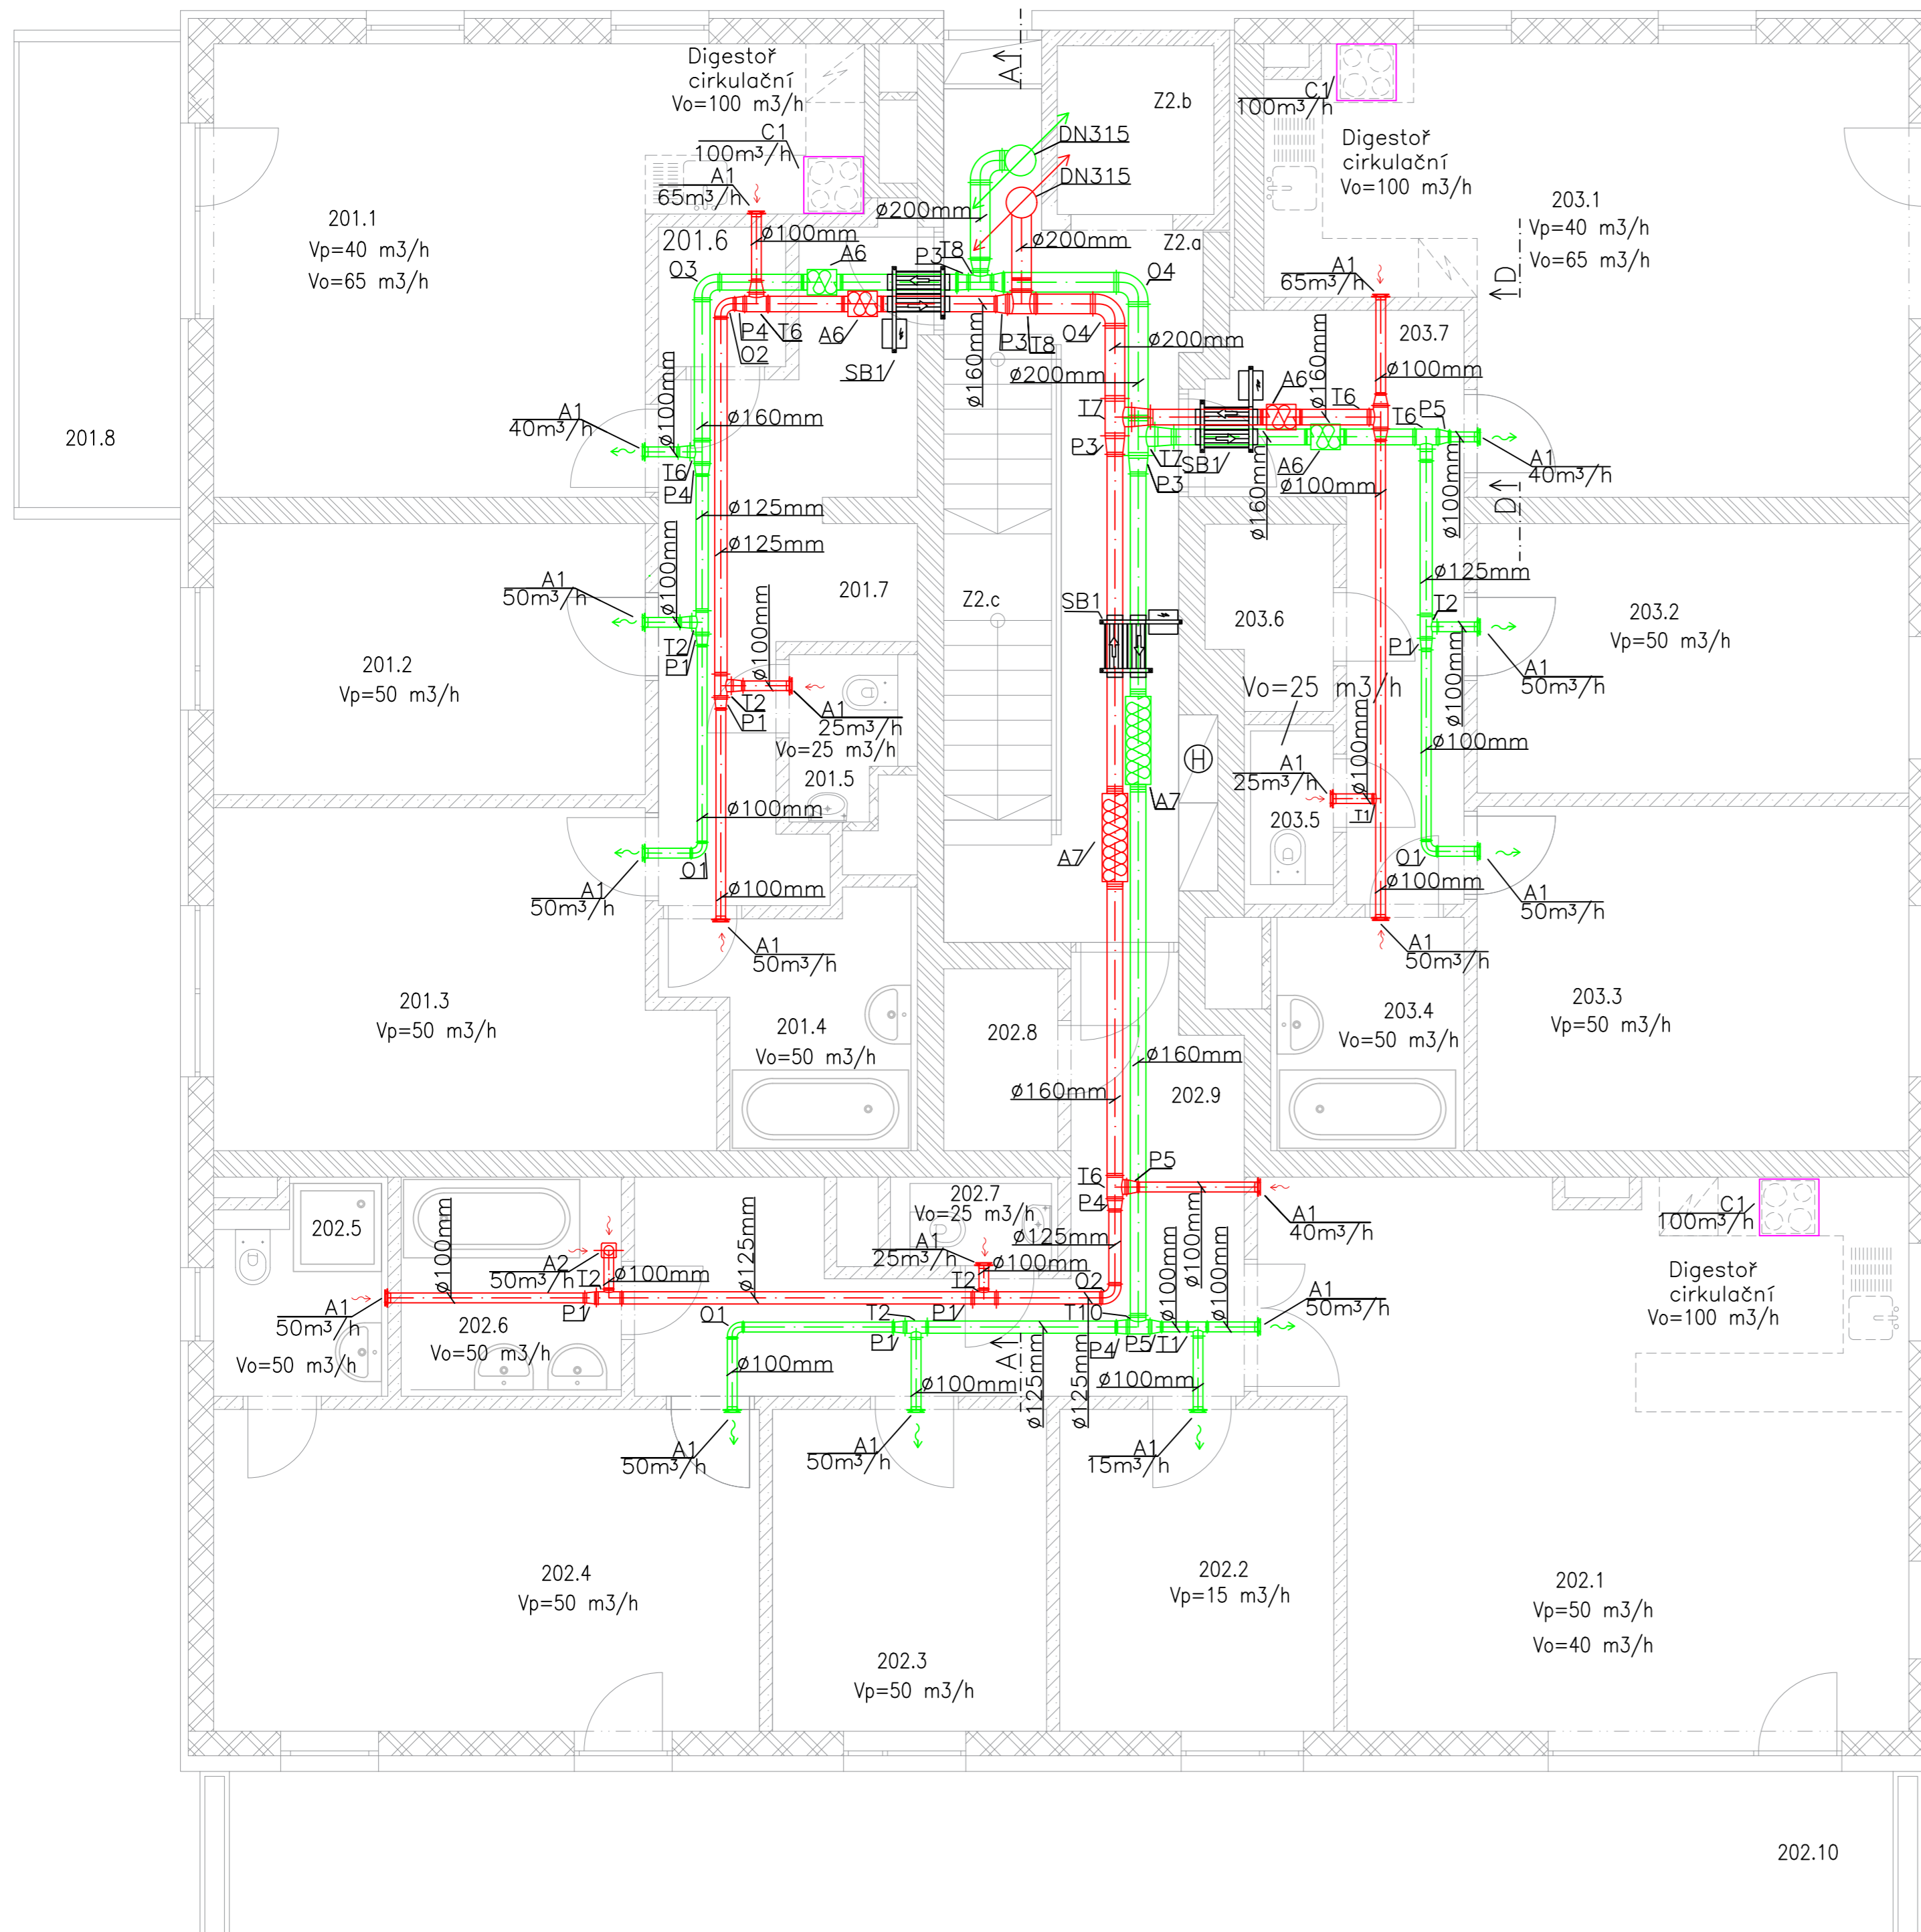 Digestoř
cirkulační
Vo=100 m3/h
C1
100m³/h
A1
65m³/h
ø100mm
201.1
Vp=40 m3/h
Vo=65 m3/h
201.6
O3
A6
P4
T6
O2
A6
SB1
P3
T8
ø200mm
DN315
DN315
ø200mm
Z2.b
Z2.a
O4
P3
T8
O4
ø160mm
ø200mm
ø200mm
A
C1
100m³/h
Digestoř
cirkulační
Vo=100 m3/h
203.1
Vp=40 m3/h
Vo=65 m3/h
D
A1
65m³/h
203.7
ø100mm
ø160mm
A6
T6
T6
P5
T7
P3
T7
P3
SB1
A6
ø160mm
ø100mm
A1
40m³/h
ø100mm
D
201.8
A1
40m³/h
ø100mm
ø160mm
T6
P4
ø125mm
ø125mm
A1
50m³/h
ø100mm
T2
P1
201.7
201.2
Vp=50 m3/h
ø100mm
T2
P1
A1
25m³/h
Vo=25 m3/h
201.5
ø100mm
A1
50m³/h
O1
ø100mm
A1
50m³/h
201.3
Vp=50 m3/h
201.4
Vo=50 m3/h
Z2.c
SB1
A7
A7
H
202.8
ø160mm
ø160mm
202.9
203.6
Vo=25 m3/h
A1
25m³/h
203.5
ø100mm
T1
ø125mm
T2
P1
203.2
Vp=50 m3/h
A1
50m³/h
ø100mm
ø100mm
O1
ø100mm
A1
50m³/h
A1
50m³/h
203.4
Vo=50 m3/h
203.3
Vp=50 m3/h
202.5
ø100mm
A1
50m³/h
Vo=50 m3/h
A2
50m³/h
T2
ø100mm
P1
202.6
Vo=50 m3/h
ø125mm
202.7
Vo=25 m3/h
A1
25m³/h
T2
ø100mm
P1
T6
P5
P4
ø125mm
O2
ø100mm
A1
40m³/h
O1
T2
P1
ø100mm
ø100mm
A
ø125mm
ø125mm
T10
P4
P5
T1
ø100mm
ø100mm
ø100mm
A1
50m³/h
C1
100m³/h
Digestoř
cirkulační
Vo=100 m3/h
A1
50m³/h
A1
50m³/h
A1
15m³/h
202.4
Vp=50 m3/h
202.3
Vp=50 m3/h
202.2
Vp=15 m3/h
202.1
Vp=50 m3/h
Vo=40 m3/h
202.10